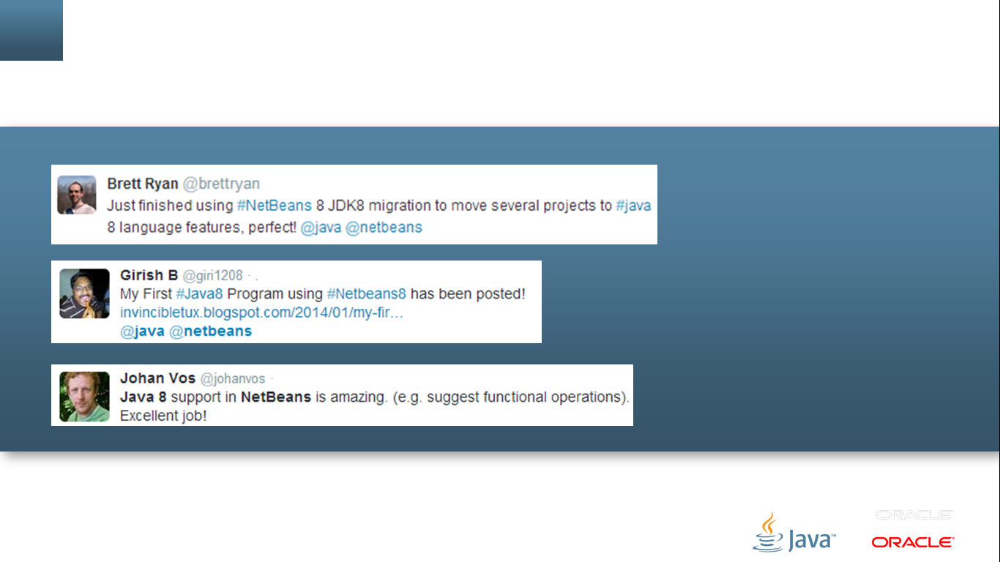 Brett Ryan @brettryan
Just finished using #NetBeans 8 JDK8 migration to move several projects to #java
8 language features, perfect! @java @netbeans
Girish B @giri1208 · .
My First #Java8 Program using #Netbeans8 has been posted!
invincibletux.blogspot.com/2014/01/my-fir…
@java @netbeans
Johan Vos @johanvos ·
Java 8 support in NetBeans is amazing. (e.g. suggest functional operations).
Excellent job!
ORACLE
Java™
ORACLE®